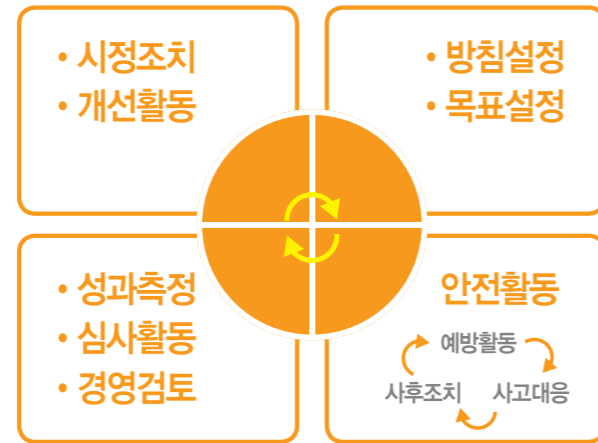 • 시정조치
• 개선활동
• 방침설정
• 목표설정
• 성과측정
• 심사활동
• 경영검토
안전활동
예방활동
사후조치 사고대응